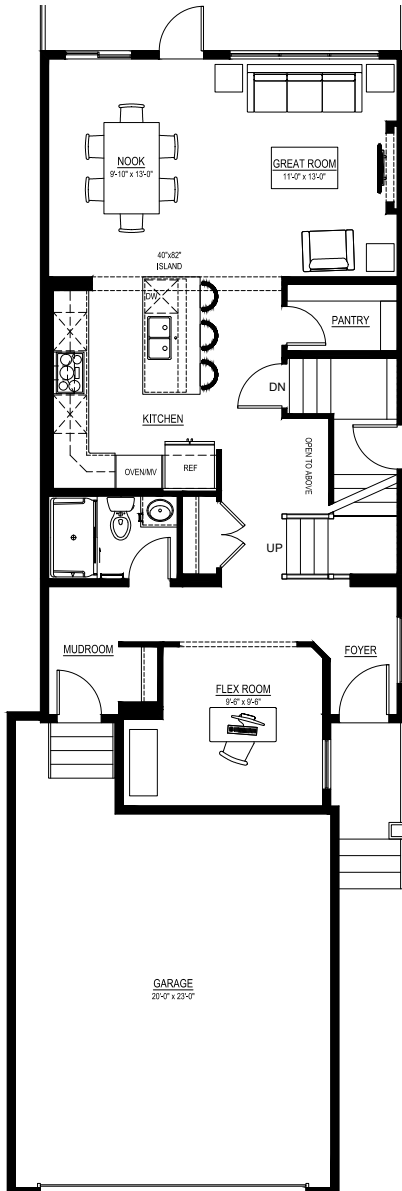 NOOK
9'-10" x 13'-0"
GREAT ROOM
11'-0" x 13'-0"
40"x82"
ISLAND
DW
PANTRY
DN
KITCHEN
OPEN TO ABOVE
OVEN/MV
REF
UP
MUDROOM
FOYER
FLEX ROOM
9'-6" x 9'-6"
GARAGE
20'-0" x 23'-0"